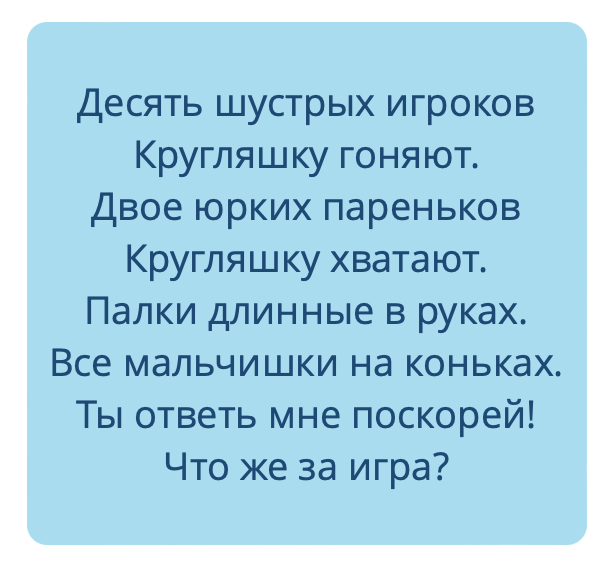 Десять шустрых игроков
Кругляшку гоняют.
Двое юрких пареньков
Кругляшку хватают.
Палки длинные в руках.
Все мальчишки на коньках.
Ты ответь мне поскорей!
Что же за игра?